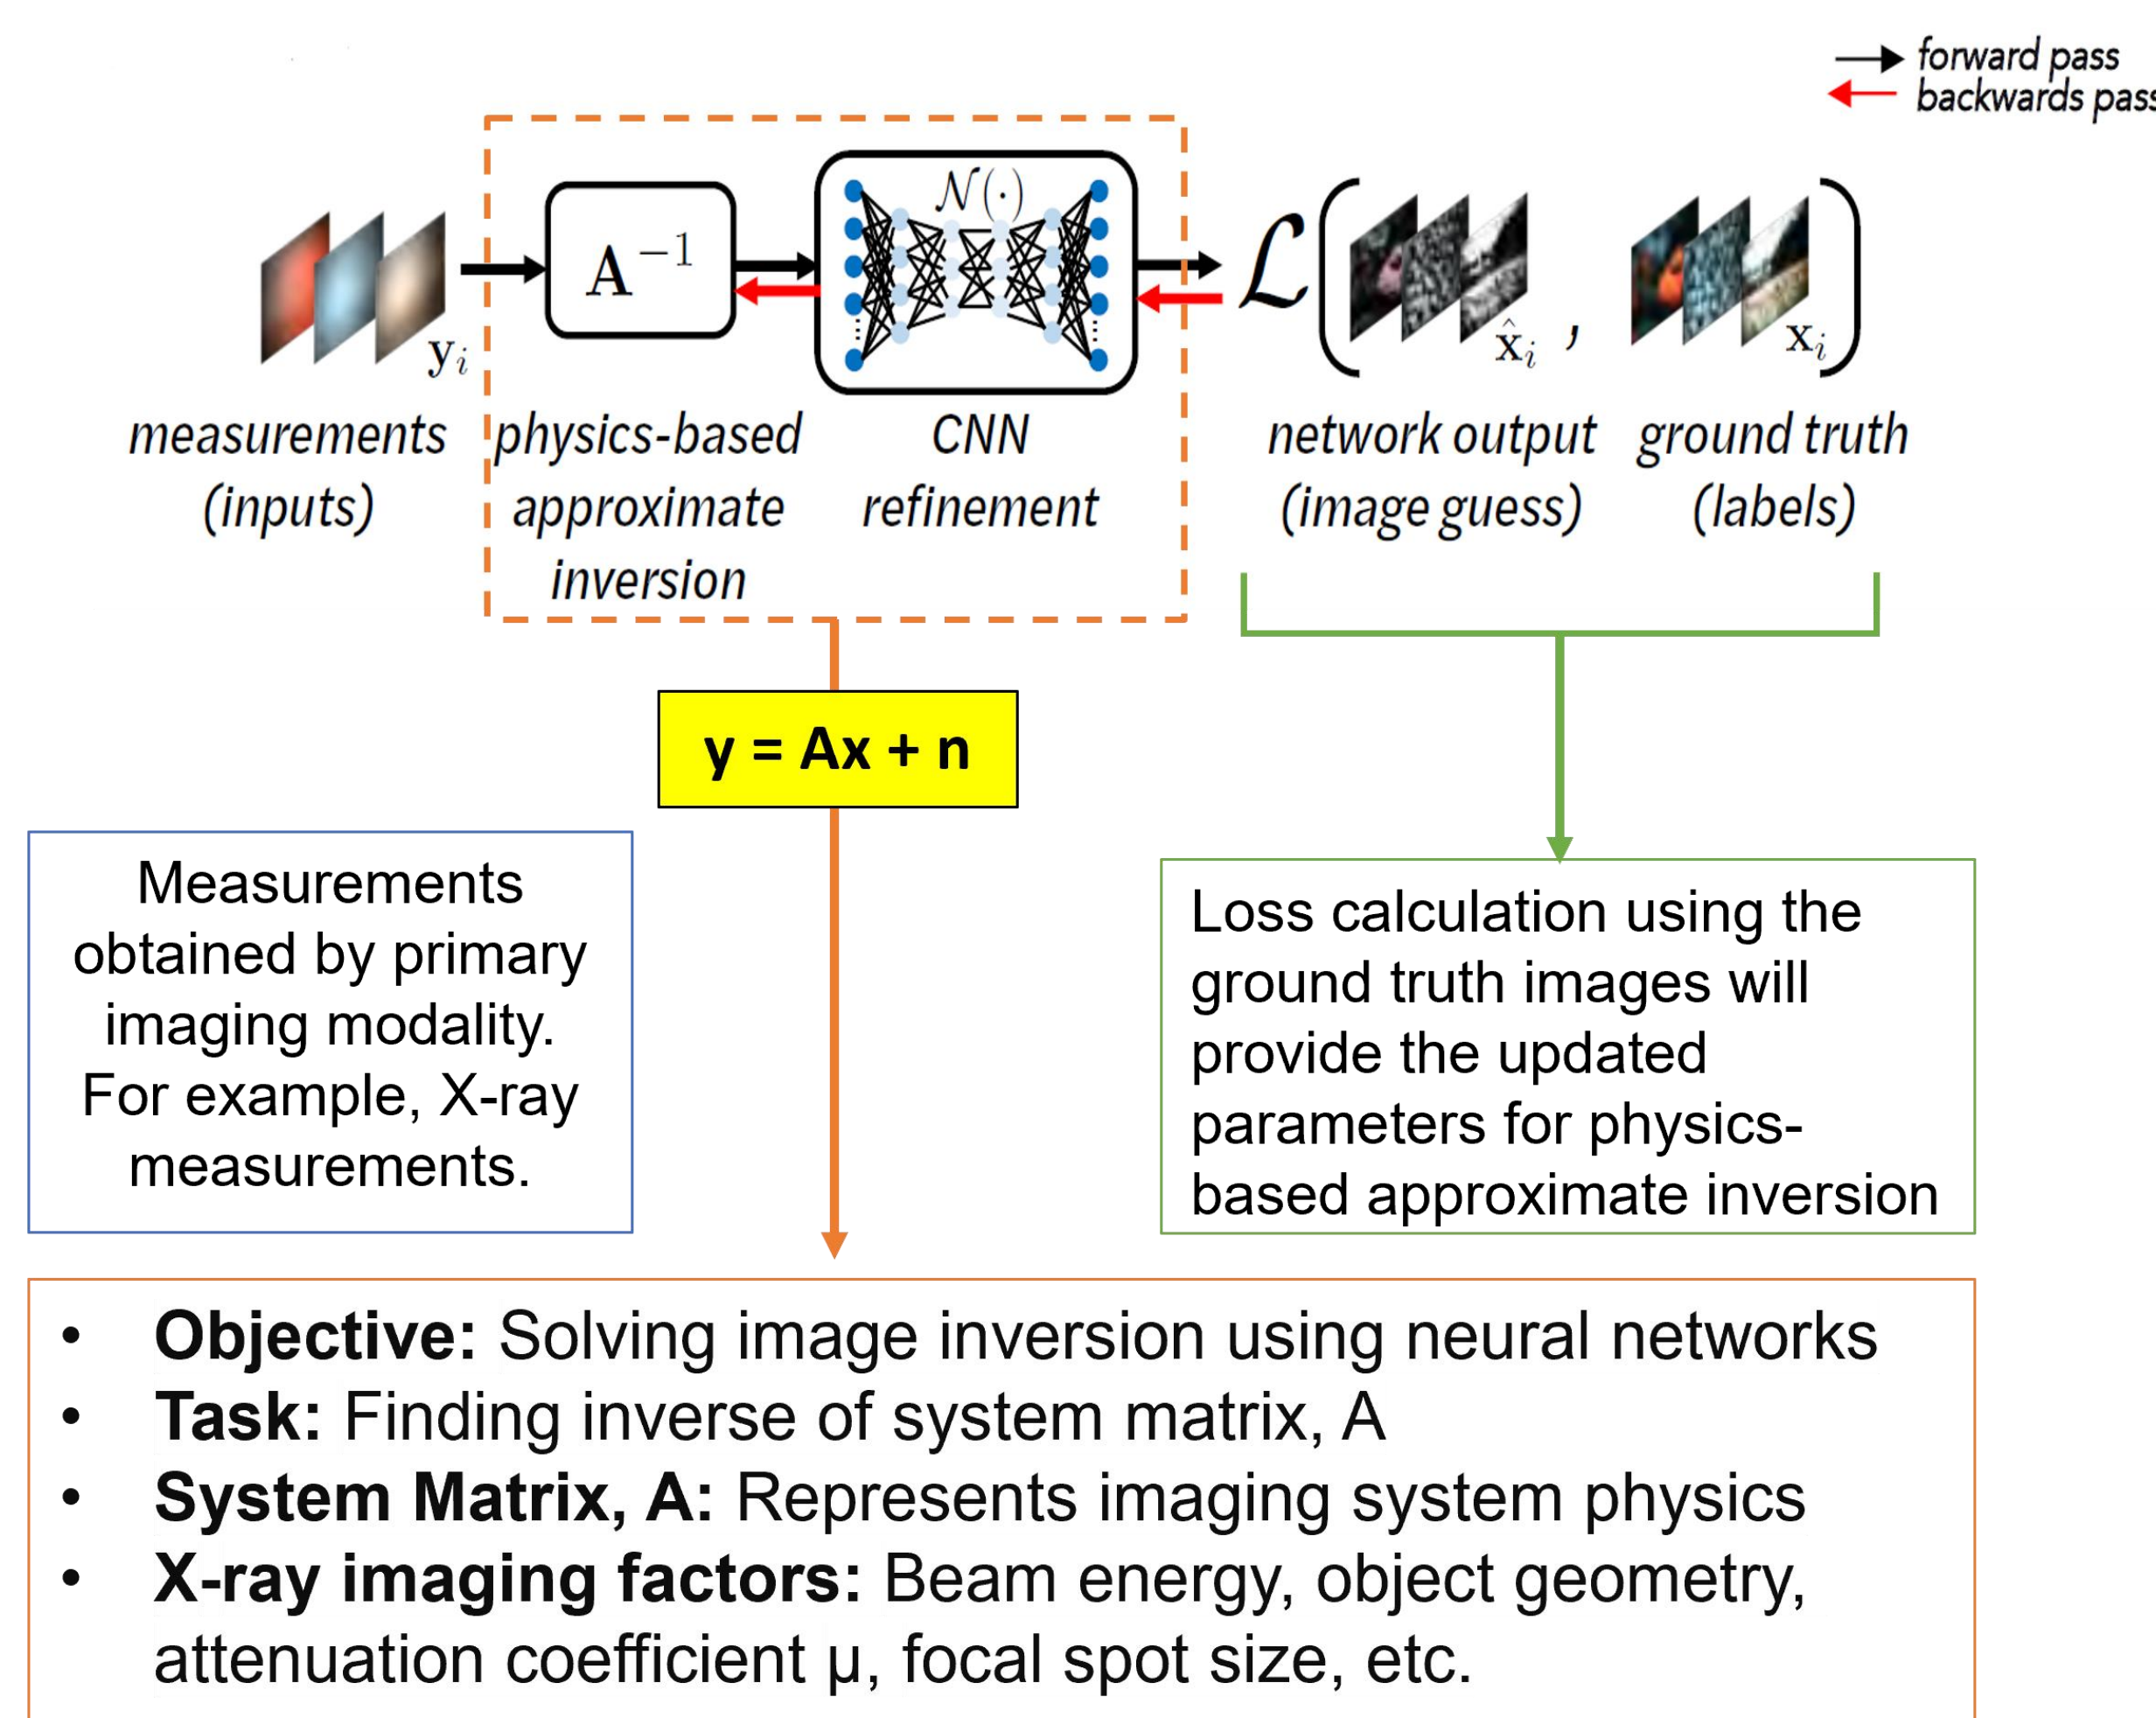 forward pass
backwards pass
A⁻¹
𝒩(·)
ℒ
yᵢ
x̂ᵢ , xᵢ
measurements
(inputs)
physics-based
approximate
inversion
CNN
refinement
network output
(image guess)
ground truth
(labels)
y = Ax + n
Measurements
obtained by primary
imaging modality.
For example, X-ray
measurements.
Loss calculation using the
ground truth images will
provide the updated
parameters for physics-
based approximate inversion
• Objective: Solving image inversion using neural networks
• Task: Finding inverse of system matrix, A
• System Matrix, A: Represents imaging system physics
• X-ray imaging factors: Beam energy, object geometry,
attenuation coefficient μ, focal spot size, etc.